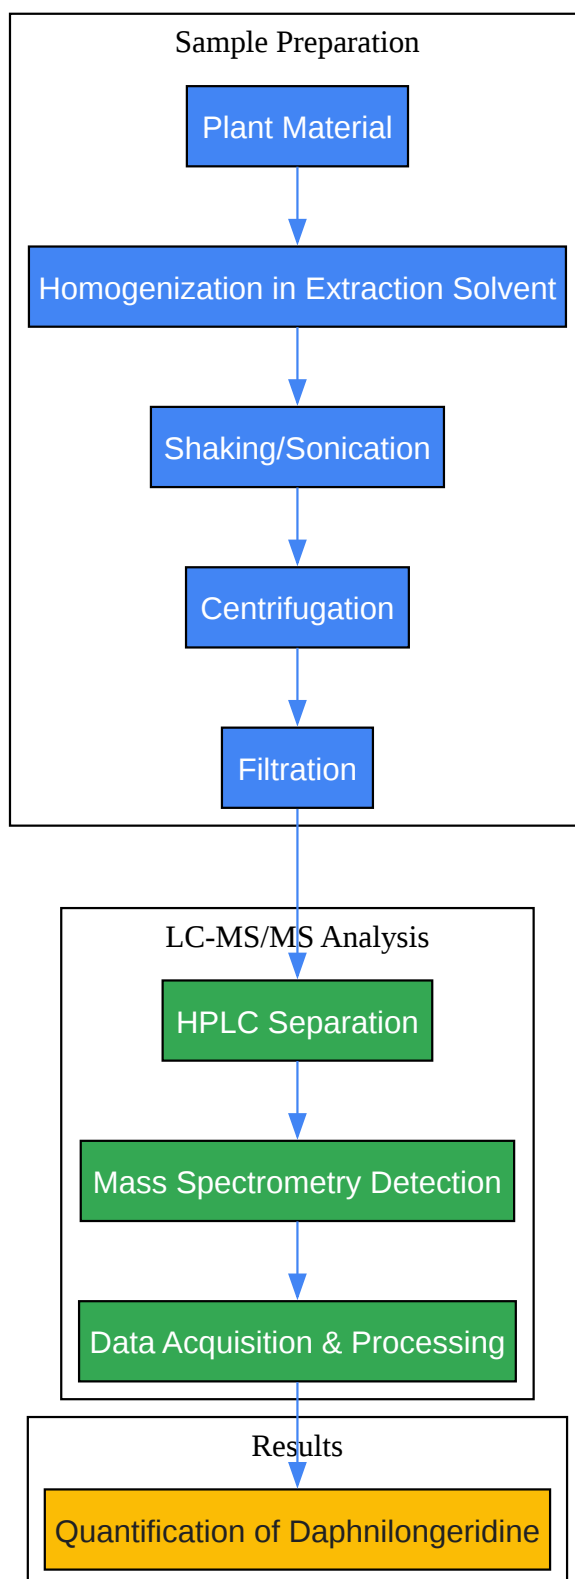 Sample Preparation
Plant Material
Homogenization in Extraction Solvent
Shaking/Sonication
Centrifugation
Filtration
LC-MS/MS Analysis
HPLC Separation
Mass Spectrometry Detection
Data Acquisition & Processing
Results
Quantification of Daphnilongeridine